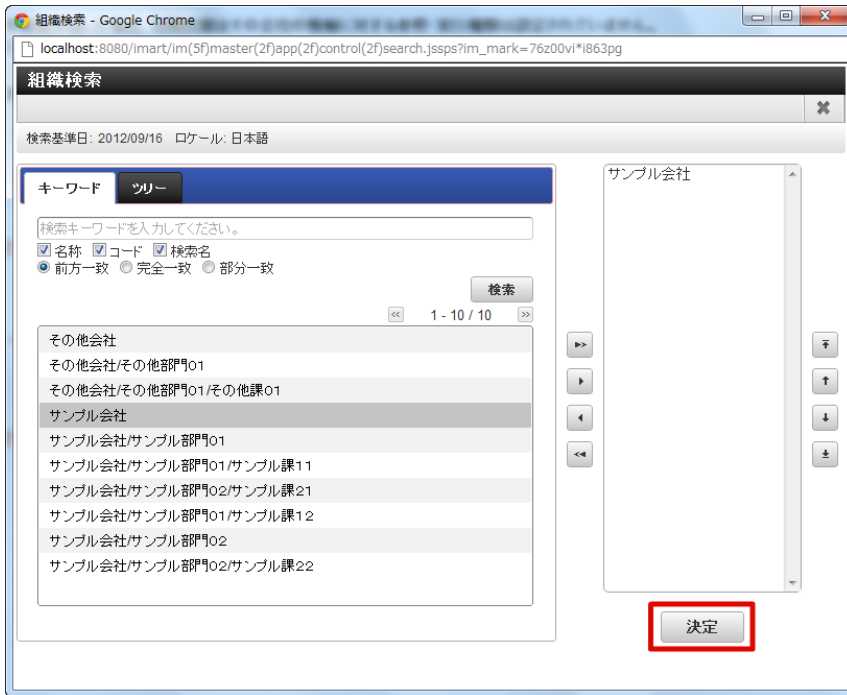 組織検索 - Google Chrome
localhost:8080/imart/im(5f)master(2f)app(2f)control(2f)search.jssps?im_mark=76z00vi*i863pg
組織検索
検索基準日: 2012/09/16 ロケール: 日本語
キーワード ツリー
検索キーワードを入力してください。
名称 コード 検索名
前方一致 完全一致 部分一致
検索
1 - 10 / 10
その他会社
その他会社/その他部門01
その他会社/その他部門01/その他課01
サンプル会社
サンプル会社/サンプル部門01
サンプル会社/サンプル部門01/サンプル課11
サンプル会社/サンプル部門02/サンプル課21
サンプル会社/サンプル部門01/サンプル課12
サンプル会社/サンプル部門02
サンプル会社/サンプル部門02/サンプル課22
サンプル会社
決定